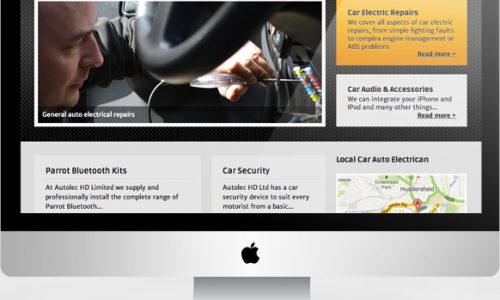 Car Electric Repairs
We cover all aspects of car electric
repairs, from simple lighting faults
to complex engine management or
ABS problems
Read more >
General auto electrical repairs
Car Audio & Accessories
We can integrate your iPhone and
IPod and many other things...
Read more >
Parrot Bluetooth Kits
At Autolec HD Limited we supply and
professionally install the complete range of
Parrot Bluetooth...
Car Security
Autolec HD Ltd has a car
security device to suit every
motorist from a basic...
Local Car Auto Electrican
Greenhead
Park
Huddersfield
A